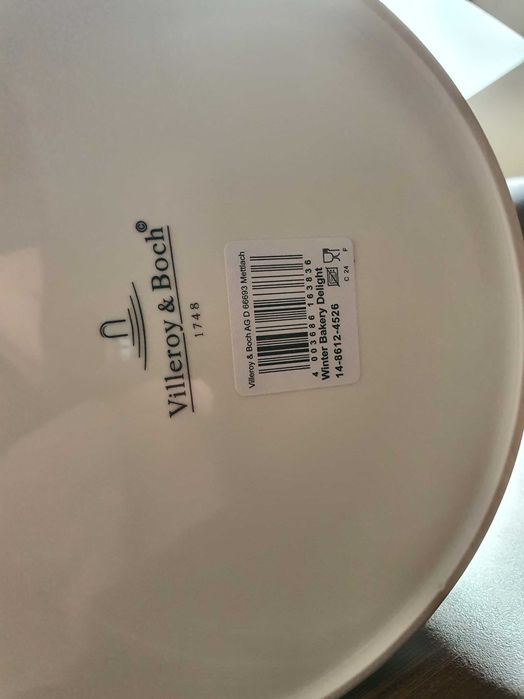 Villeroy & Boch©
1748
Villeroy & Boch AG D 66693 Mettlach
4 003686 163836
Winter Bakery Delight
14-8612-4526
C 24 P